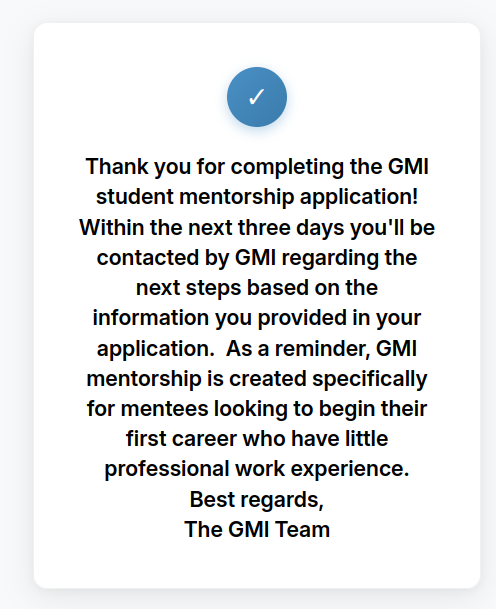 ✓
Thank you for completing the GMI
student mentorship application!
Within the next three days you'll be
contacted by GMI regarding the
next steps based on the
information you provided in your
application.  As a reminder, GMI
mentorship is created specifically
for mentees looking to begin their
first career who have little
professional work experience.
Best regards,
The GMI Team